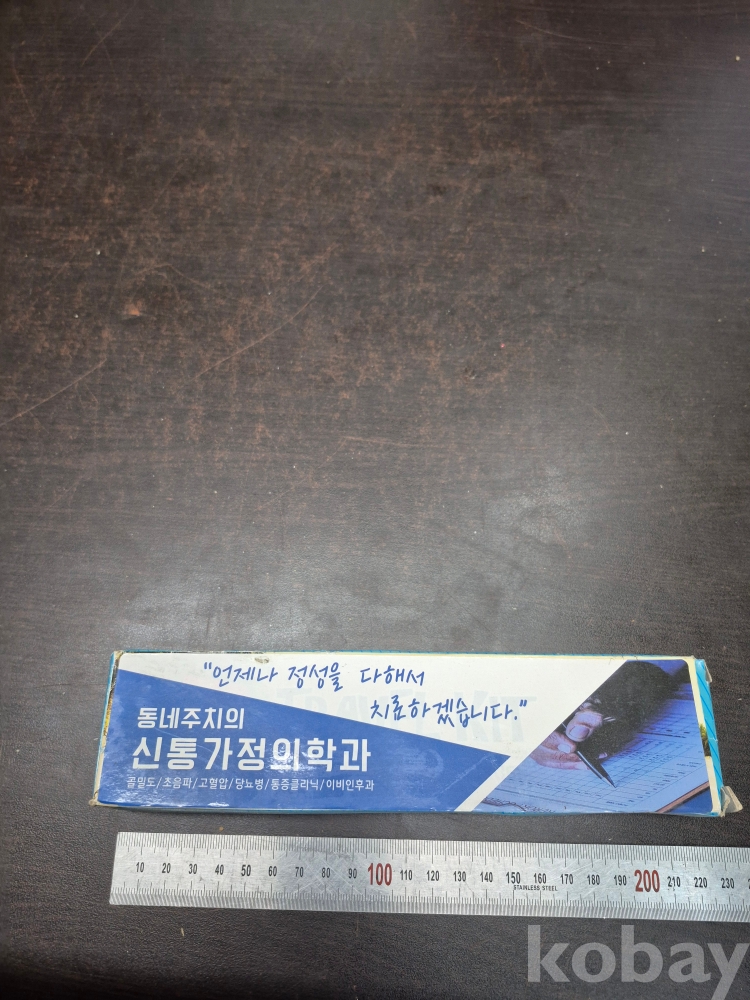 "언제나 정성을 다해서
치료하겠습니다."
TRAVEL KIT
동네주치의
신통가정의학과
골밀도/초음파/고혈압/당뇨병/통증클리닉/이비인후과
10 20 30 40 50 60 70 80 90 100 110 120 130 140 150 160 170 180 190 200 210 220 230
STAINLESS STEEL
kobay